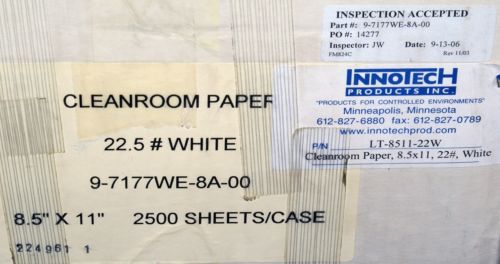 INSPECTION ACCEPTED
Part #: 9-7177WE-8A-00
PO #: 14277
Inspector: JW Date: 9-13-06
FM824C Rev 11/03
INNOTECH
PRODUCTS INC.
"PRODUCTS FOR CONTROLLED ENVIRONMENTS"
Minneapolis, Minnesota
612-827-6880 fax: 612-827-0789
www.innotechprod.com
P/N LT-8511-22W
Cleanroom Paper, 8.5x11, 22#, White
CLEANROOM PAPER
22.5 # WHITE
9-7177WE-8A-00
8.5" X 11" 2500 SHEETS/CASE
224961 1